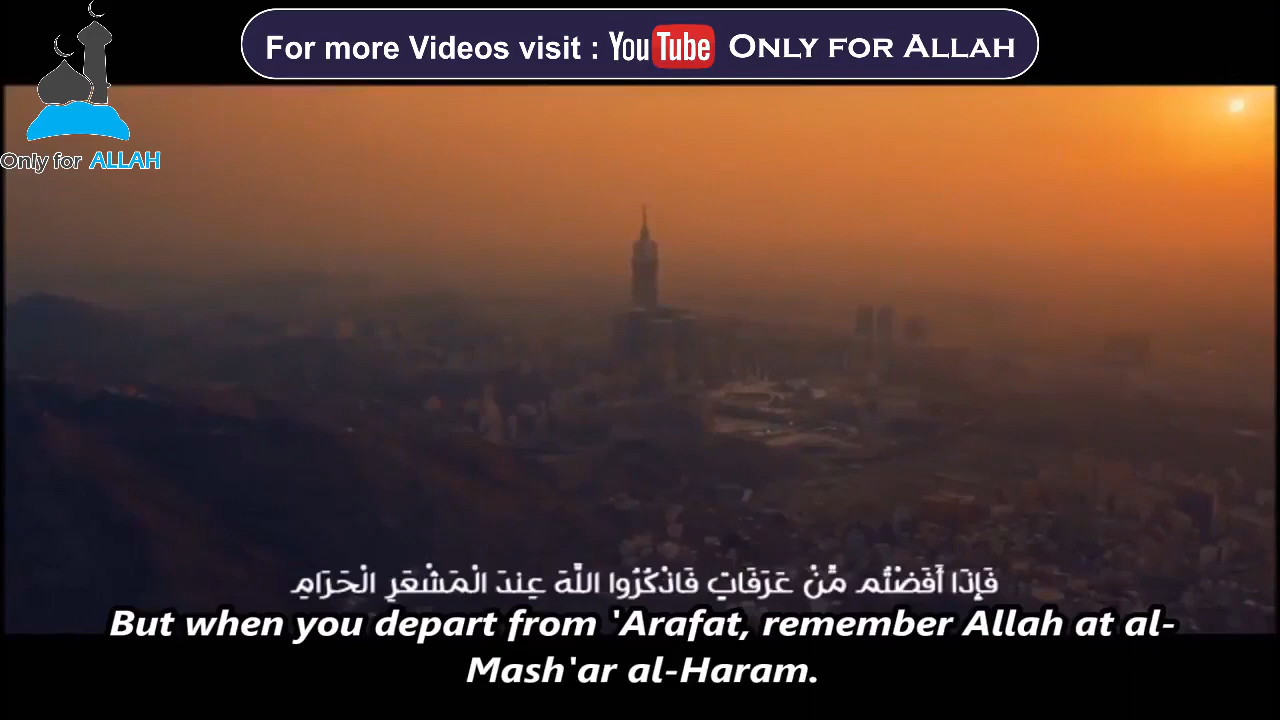 For more Videos visit : YouTube ONLY FOR ALLAH
Only for ALLAH
فَإِذَا أَفَضْتُم مِّنْ عَرَفَاتٍ فَاذْكُرُوا اللَّهَ عِندَ الْمَشْعَرِ الْحَرَامِ
But when you depart from 'Arafat, remember Allah at al-
Mash'ar al-Haram.